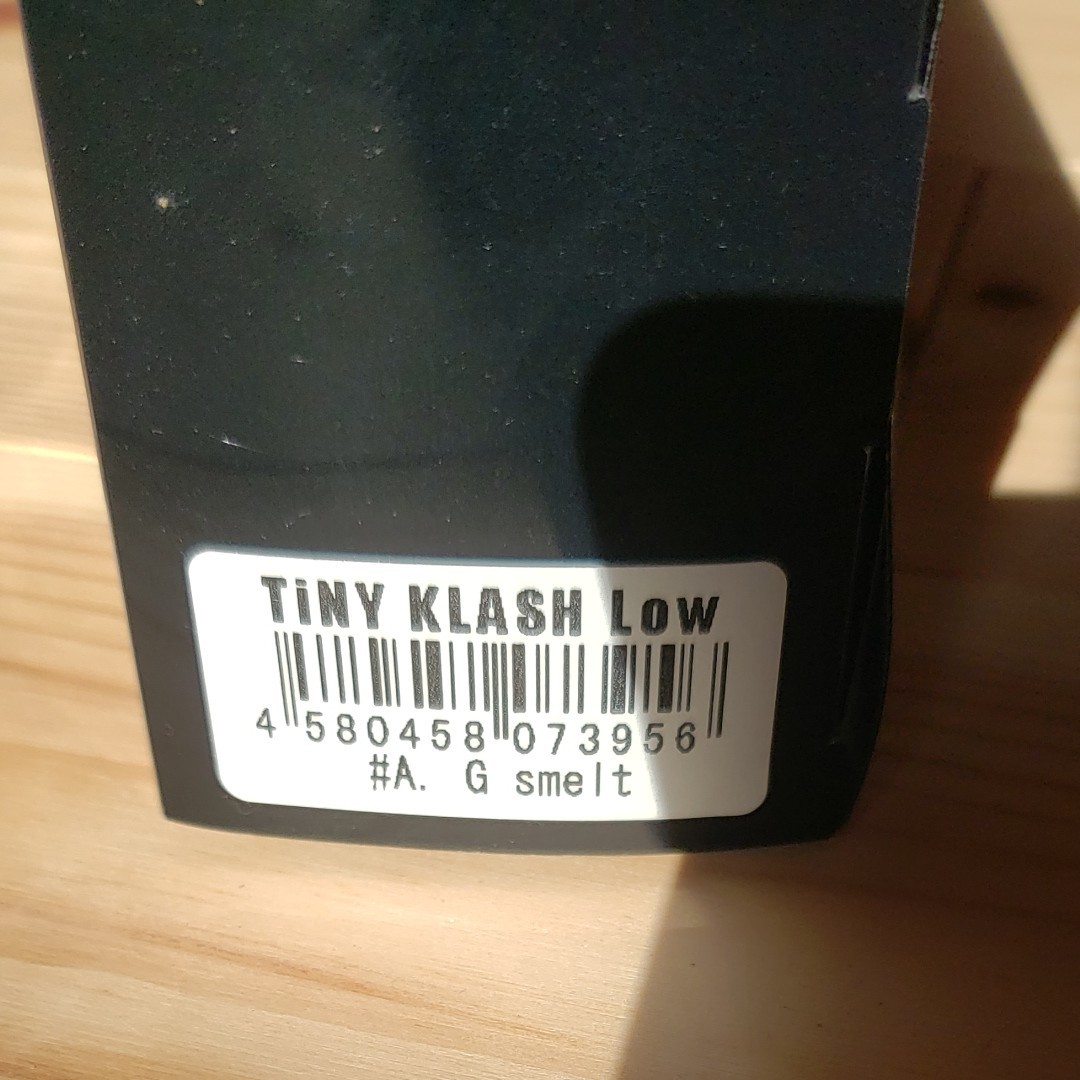 TiNY KLASH Low
4 580458 073956
#A. G smelt